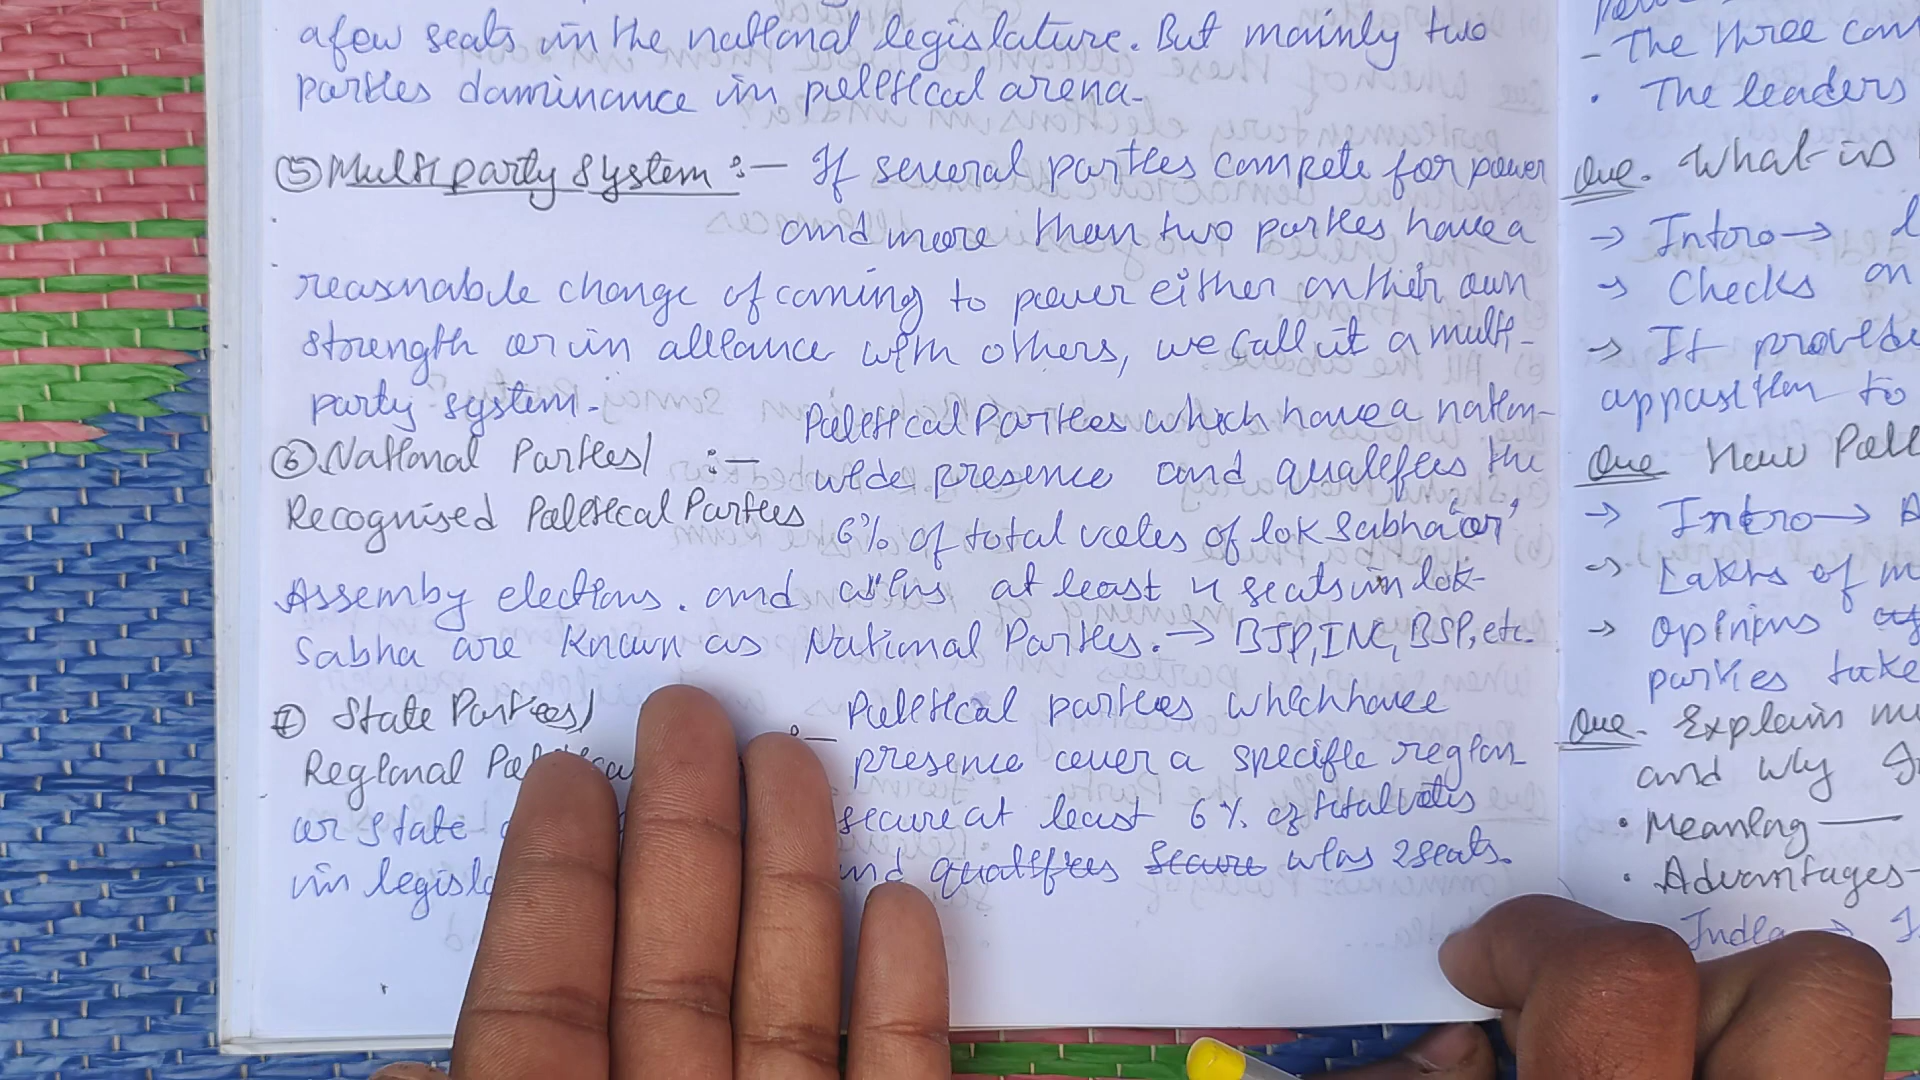 a few seats in the national legislature. But mainly two
parties daminance in political arena.
⑤ Multi party System :- If several parties compete for power
and more than two parties have a
reasonable change of coming to power either on their own
strength or in alliance with others, we call it a multi-
party system.
Political Parties which have a nation-
⑥ National Parties/ :- wide presence and qualifies the
Recognised Political Parties 6% of total votes of lok Sabha 'or'
Assemby elections. and wins at least 4 seats in lok-
Sabha are known as National Parties. → BJP, INC, BSP, etc.
⑦ State Parties/ :- Political parties which have
Regional presence cover a specific region
or state secure at least 6% of total votes
in and qualifies secure wins 2 seats.
- The three
• The leaders
Que. What is
→ Intro →
→ Checks on
→ It provide
opposition to
Que How
→ Intro → A
→ Lakhs of
→ Opinions
parties take
Que. Explain
and why
• Meaning —
• Advantages-
India →